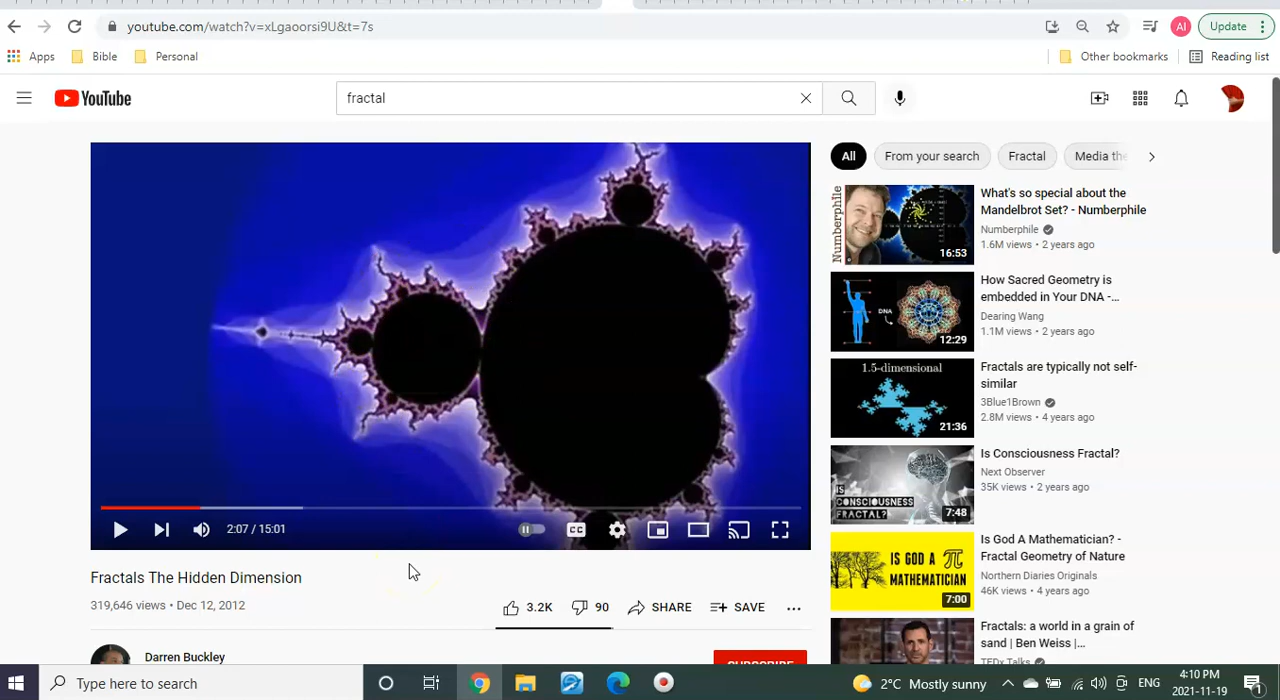 youtube.com/watch?v=xLgaoorsi9U&t=7s
AI
Update
Apps
Bible
Personal
Other bookmarks
Reading list
YouTube
fractal
All
From your search
Fractal
Media the
Numberphile
16:53
What's so special about the
Mandelbrot Set? - Numberphile
Numberphile
1.6M views • 2 years ago
DNA
12:29
How Sacred Geometry is
embedded in Your DNA -...
Dearing Wang
1.1M views • 2 years ago
1.5-dimensional
21:36
Fractals are typically not self-
similar
3Blue1Brown
2.8M views • 4 years ago
IS
CONSCIOUSNESS
FRACTAL?
7:48
Is Consciousness Fractal?
Next Observer
35K views • 2 years ago
IS GOD A π
MATHEMATICIAN
7:00
Is God A Mathematician? -
Fractal Geometry of Nature
Northern Diaries Originals
46K views • 4 years ago
Fractals: a world in a grain of
sand | Ben Weiss |...
TEDx Talks
2:07 / 15:01
CC
Fractals The Hidden Dimension
319,646 views • Dec 12, 2012
3.2K
90
SHARE
SAVE
Darren Buckley
SUBSCRIBE
Type here to search
2°C Mostly sunny
ENG
4:10 PM
2021-11-19
1